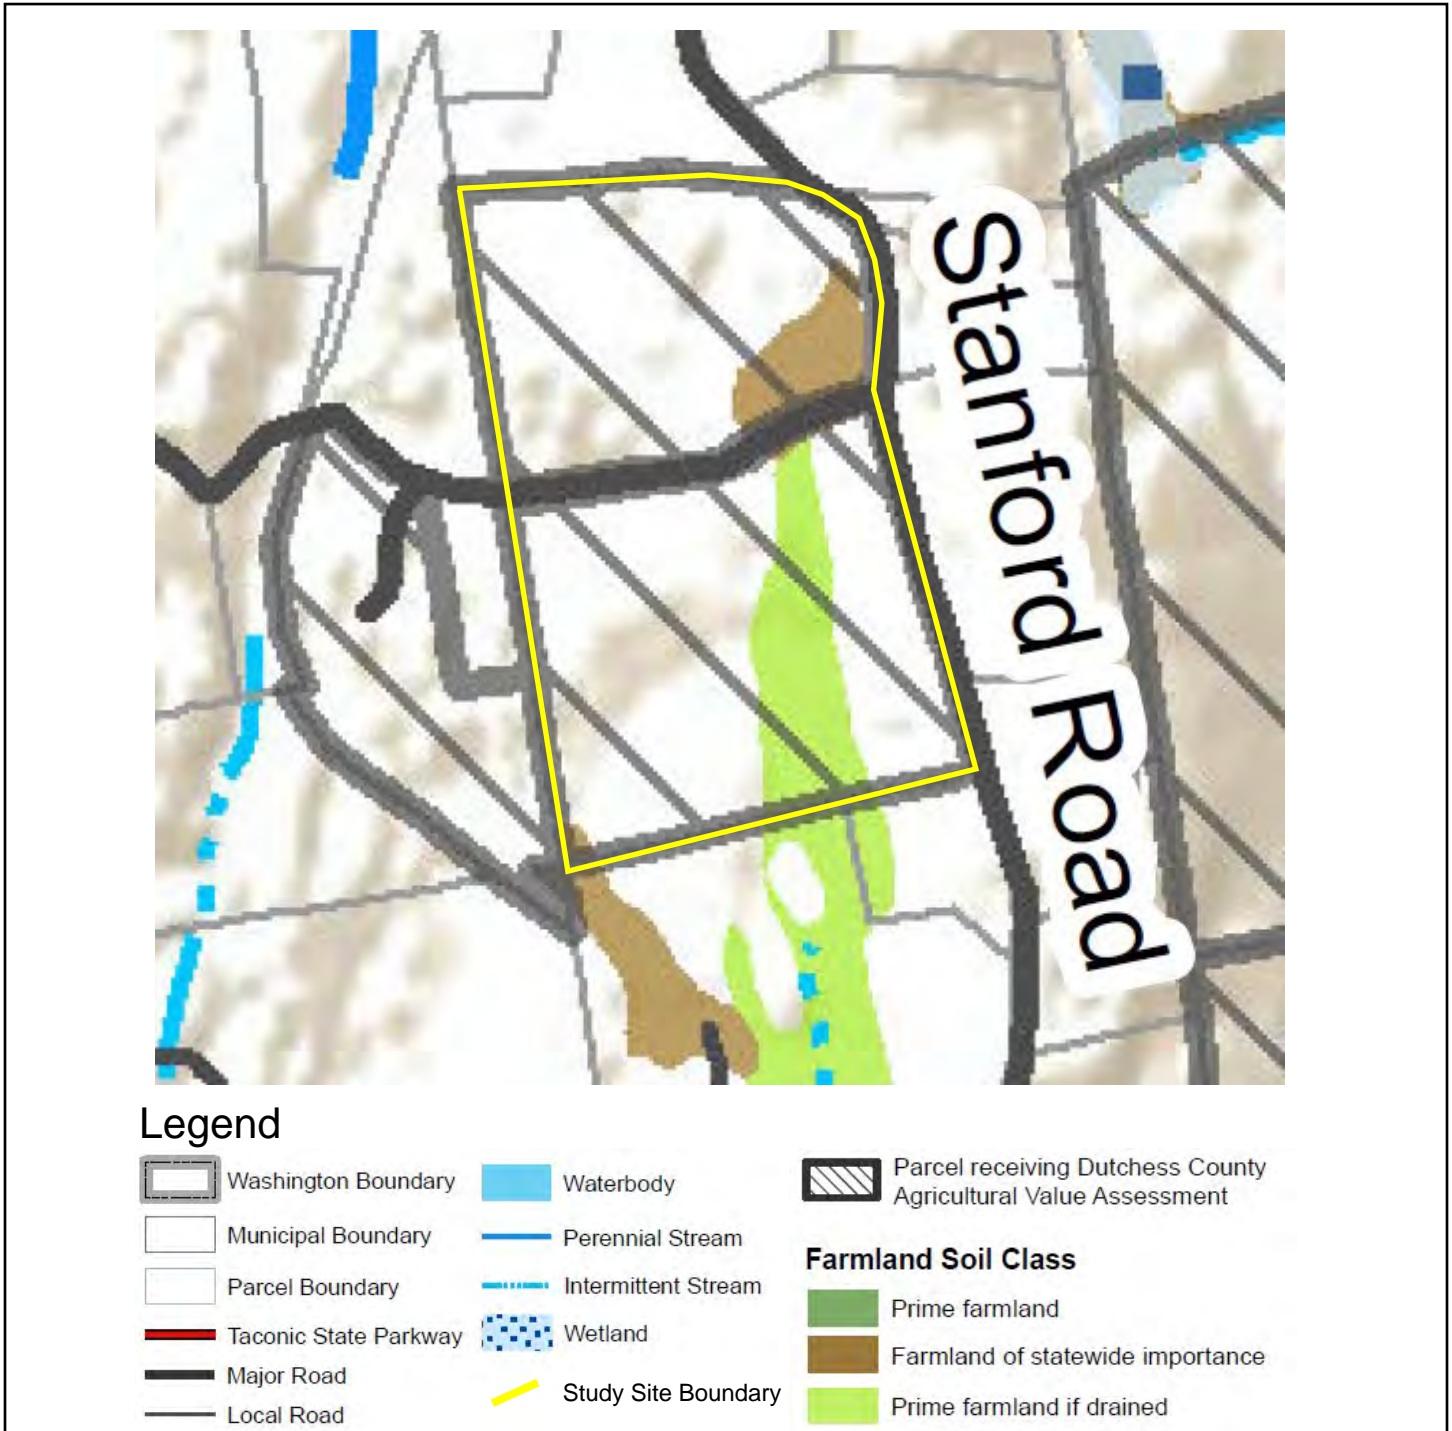 Stanford Road
Legend
Washington Boundary
Municipal Boundary
Parcel Boundary
Taconic State Parkway
Major Road
Local Road
Waterbody
Perennial Stream
Intermittent Stream
Wetland
Study Site Boundary
Parcel receiving Dutchess County
Agricultural Value Assessment
Farmland Soil Class
Prime farmland
Farmland of statewide importance
Prime farmland if drained